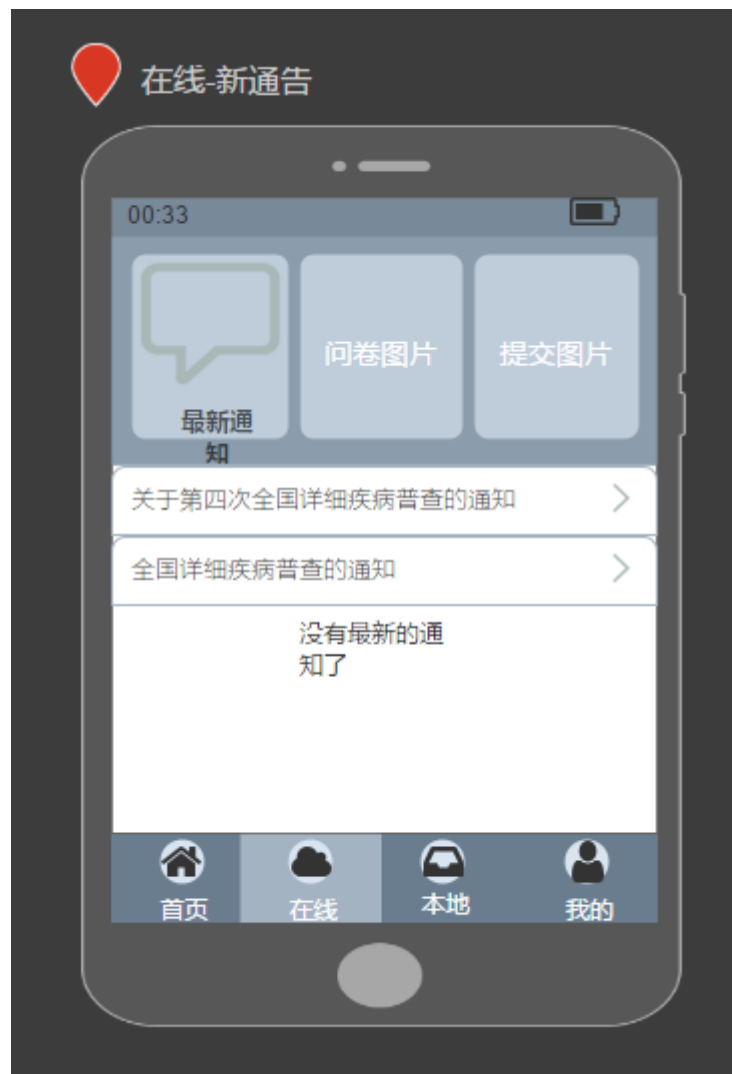 在线-新通告
00:33
问卷图片
提交图片
最新通
知
关于第四次全国详细疾病普查的通知
全国详细疾病普查的通知
没有最新的通
知了
首页
在线
本地
我的